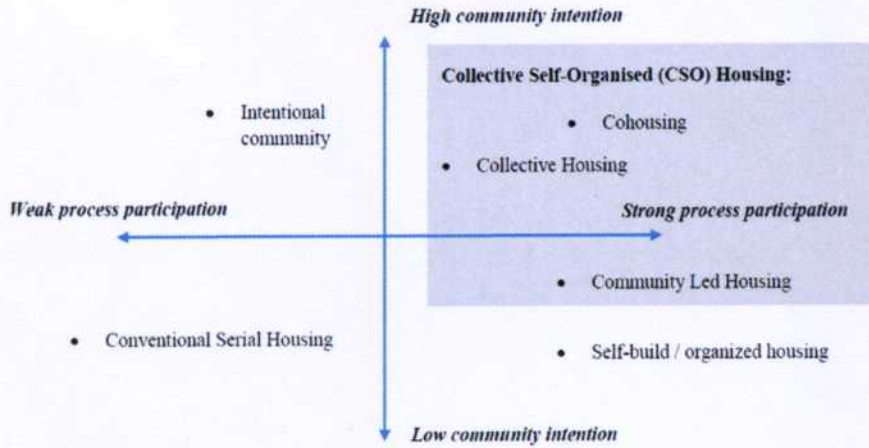 High community intention
Collective Self-Organised (CSO) Housing:
• Intentional
community
• Cohousing
• Collective Housing
Weak process participation
Strong process participation
• Community Led Housing
• Conventional Serial Housing
• Self-build / organized housing
Low community intention